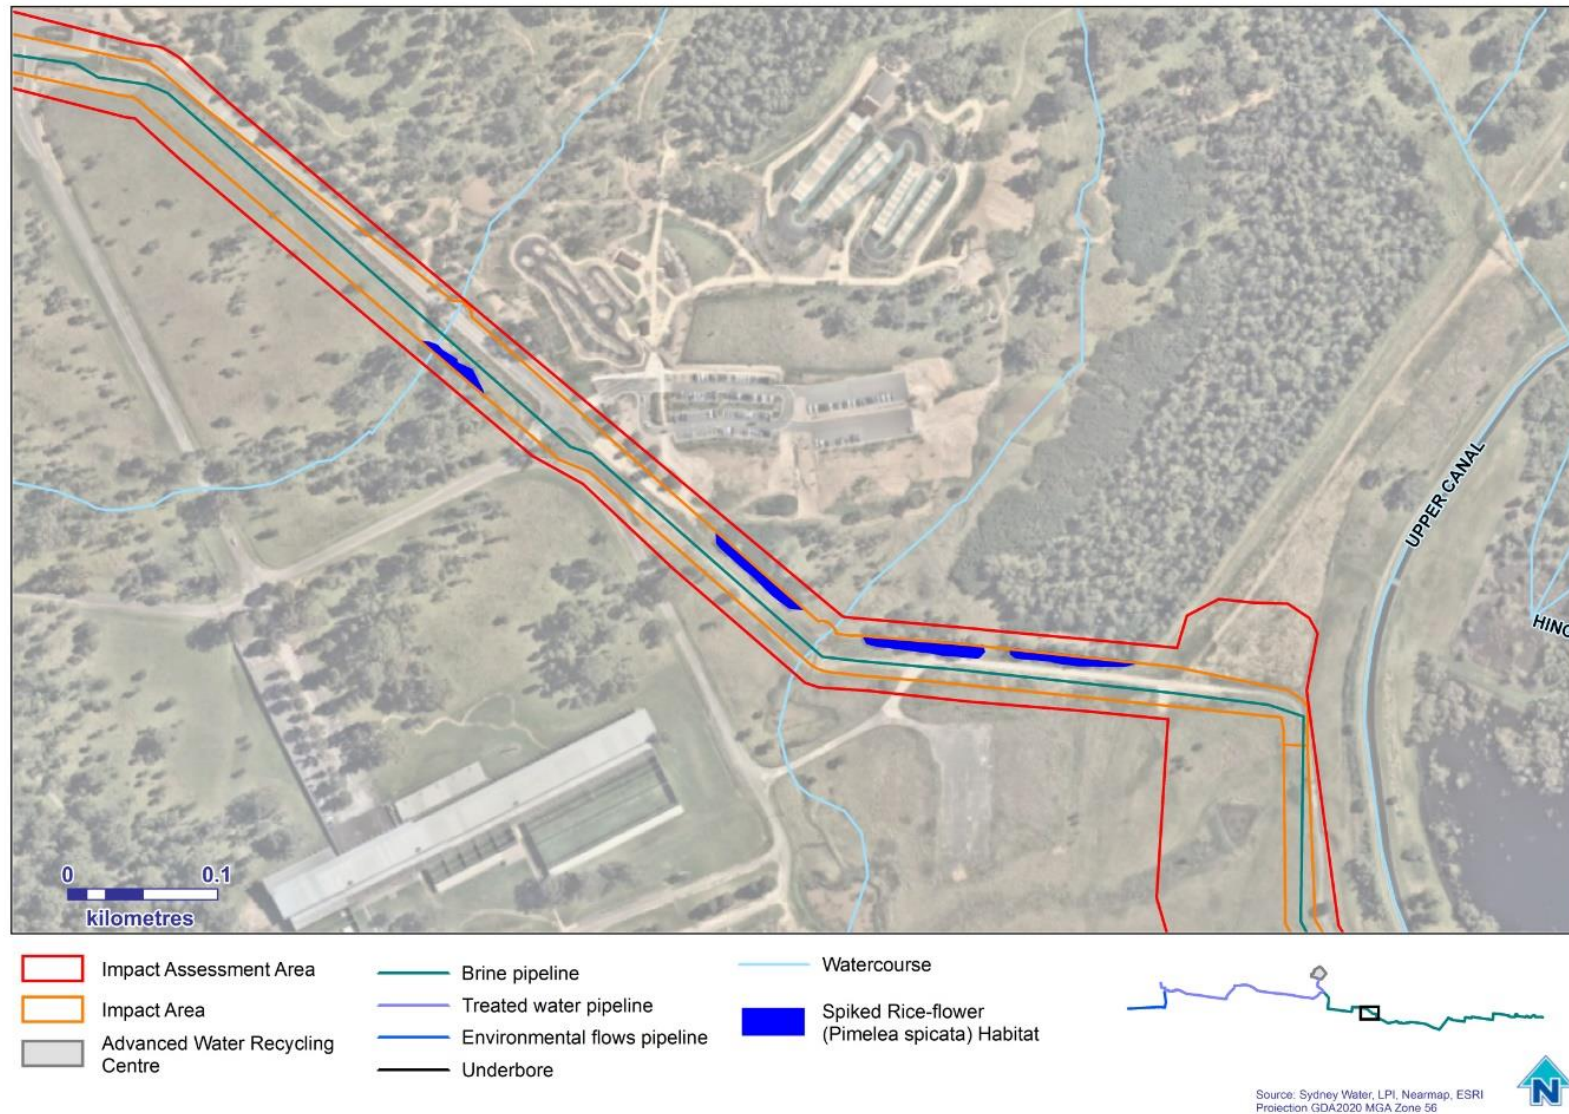 UPPER CANAL
HINC
0 0.1
kilometres
Impact Assessment Area
Impact Area
Advanced Water Recycling
Centre
Brine pipeline
Treated water pipeline
Environmental flows pipeline
Underbore
Watercourse
Spiked Rice-flower
(Pimelea spicata) Habitat
N
Source: Sydney Water, LPI, Nearmap, ESRI
Projection GDA2020 MGA Zone 56